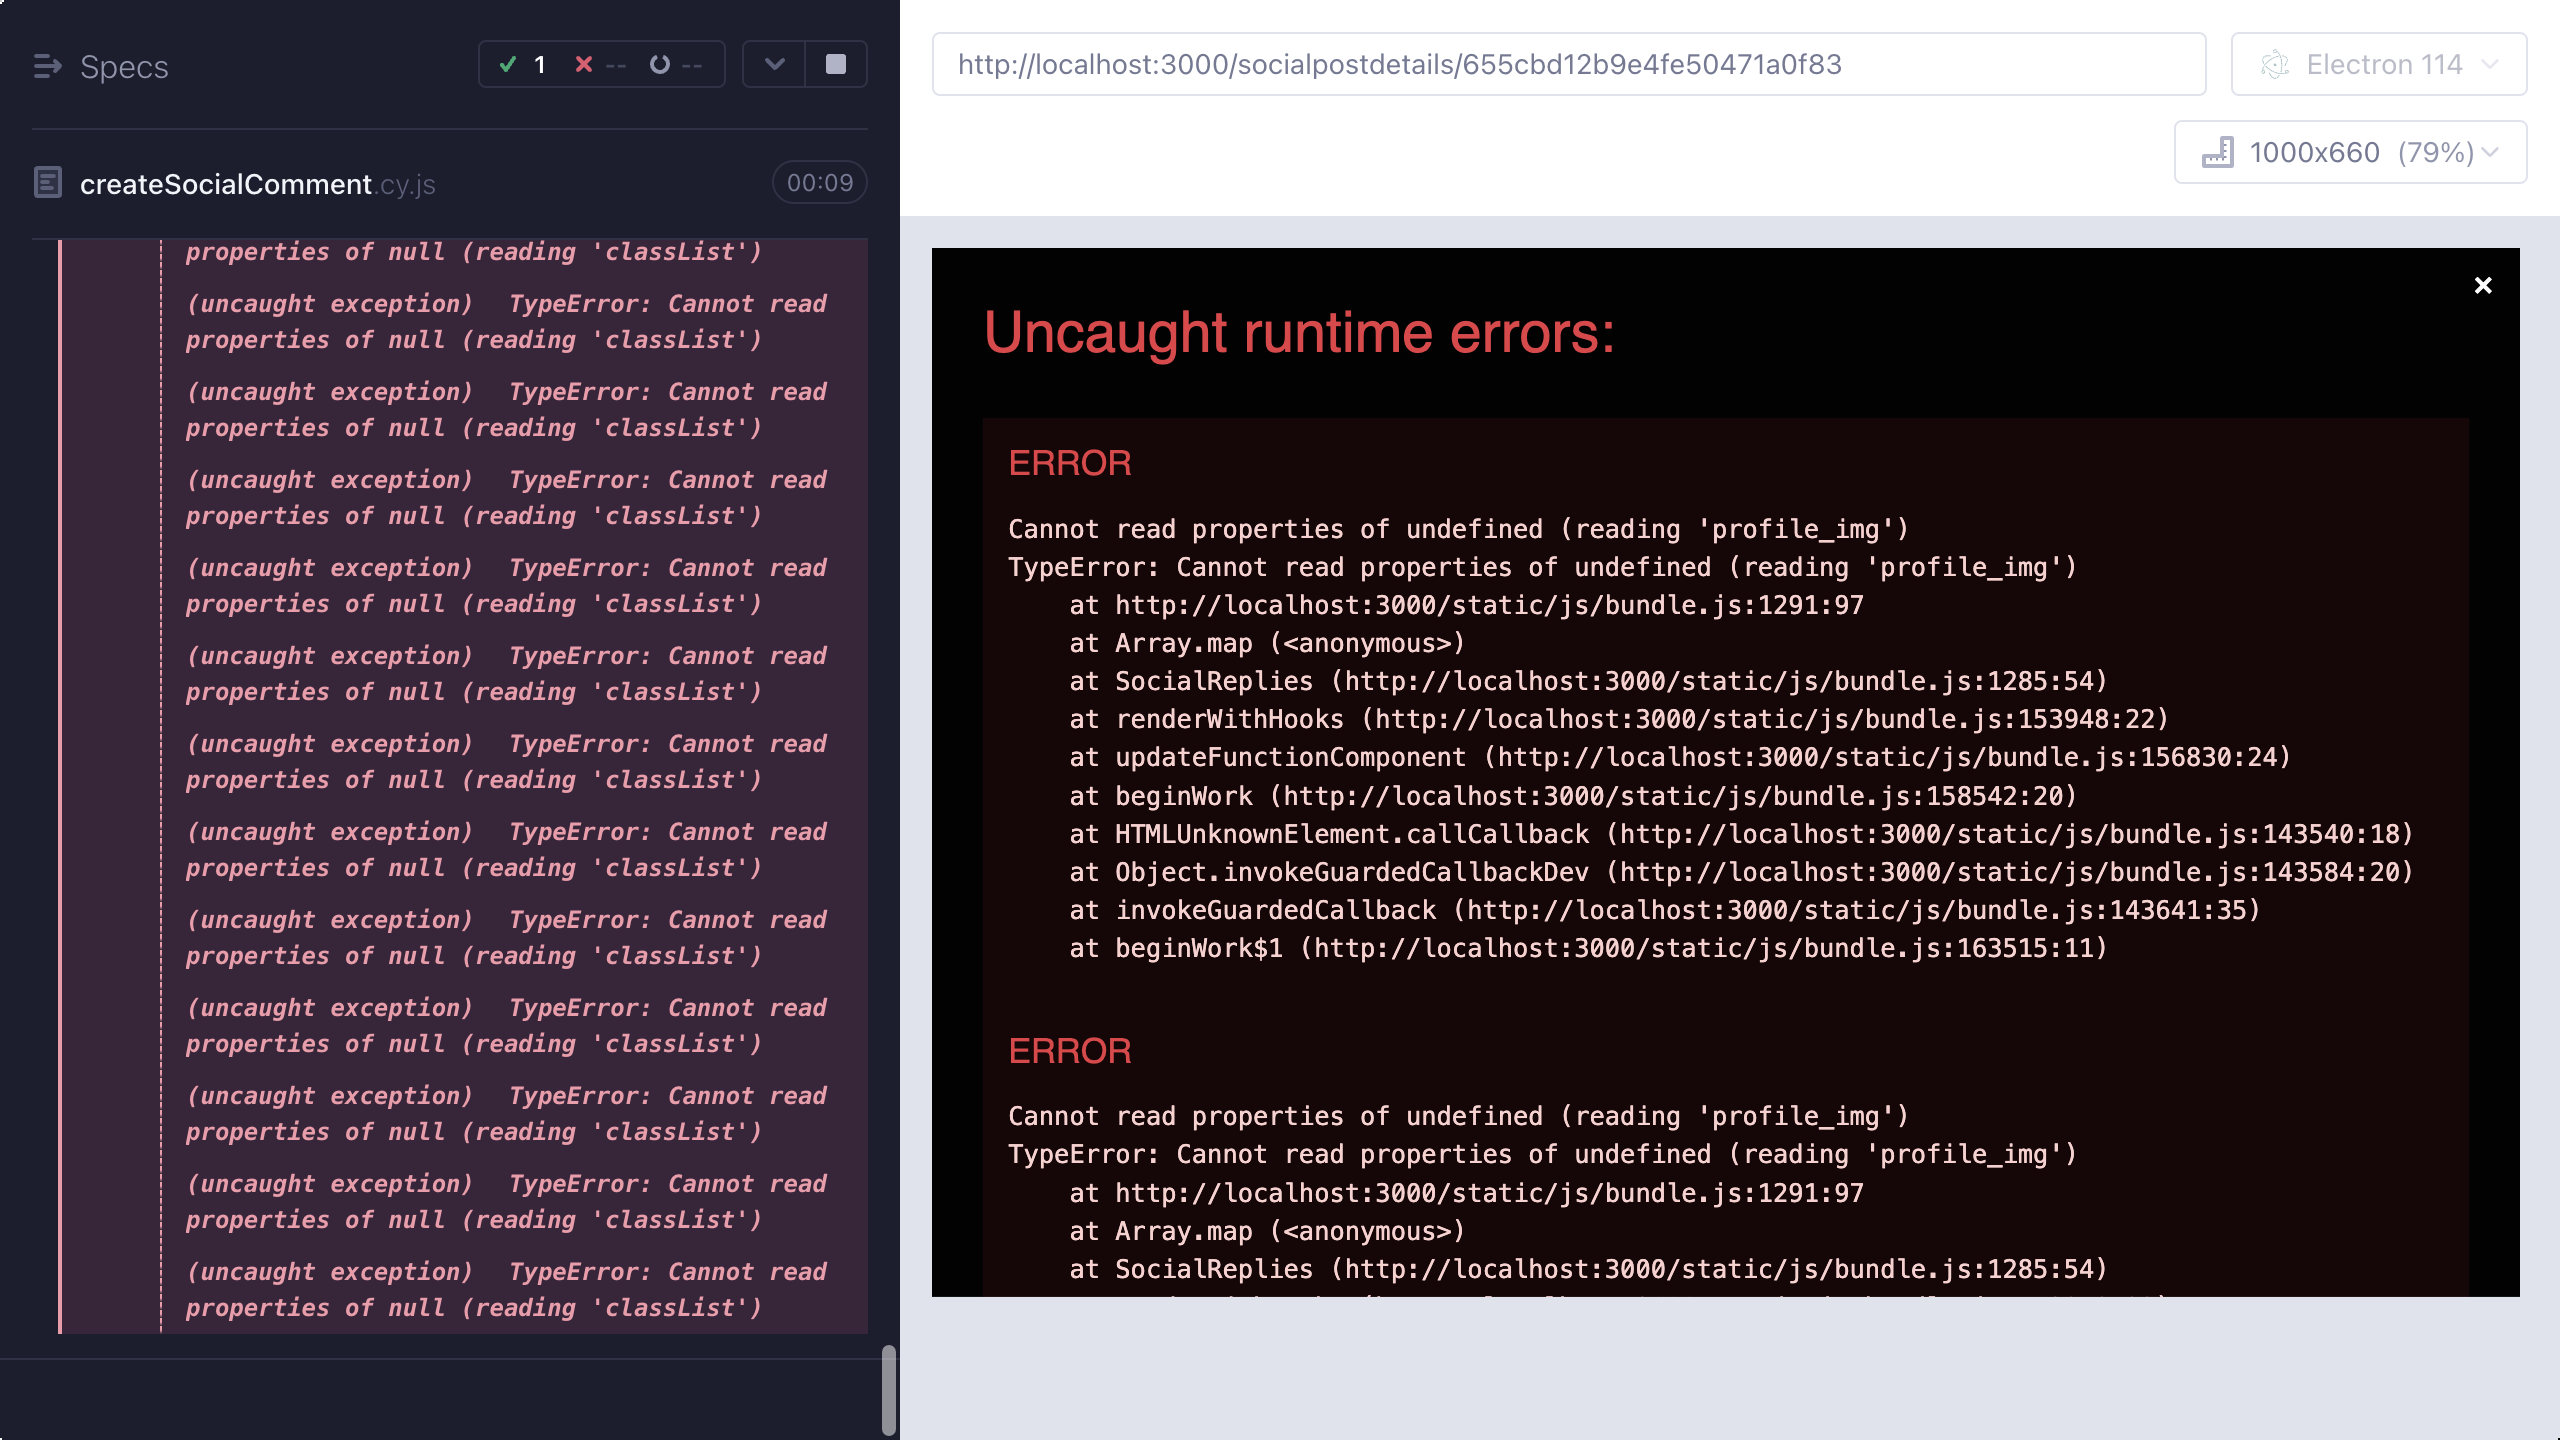 Specs
1
--
--
createSocialComment.cy.js
00:09
properties of null (reading 'classList')
(uncaught exception) TypeError: Cannot read
properties of null (reading 'classList')
(uncaught exception) TypeError: Cannot read
properties of null (reading 'classList')
(uncaught exception) TypeError: Cannot read
properties of null (reading 'classList')
(uncaught exception) TypeError: Cannot read
properties of null (reading 'classList')
(uncaught exception) TypeError: Cannot read
properties of null (reading 'classList')
(uncaught exception) TypeError: Cannot read
properties of null (reading 'classList')
(uncaught exception) TypeError: Cannot read
properties of null (reading 'classList')
(uncaught exception) TypeError: Cannot read
properties of null (reading 'classList')
(uncaught exception) TypeError: Cannot read
properties of null (reading 'classList')
(uncaught exception) TypeError: Cannot read
properties of null (reading 'classList')
(uncaught exception) TypeError: Cannot read
properties of null (reading 'classList')
(uncaught exception) TypeError: Cannot read
properties of null (reading 'classList')
http://localhost:3000/socialpostdetails/655cbd12b9e4fe50471a0f83
Electron 114
1000x660 (79%)
Uncaught runtime errors:
ERROR
Cannot read properties of undefined (reading 'profile_img')
TypeError: Cannot read properties of undefined (reading 'profile_img')
at http://localhost:3000/static/js/bundle.js:1291:97
at Array.map (<anonymous>)
at SocialReplies (http://localhost:3000/static/js/bundle.js:1285:54)
at renderWithHooks (http://localhost:3000/static/js/bundle.js:153948:22)
at updateFunctionComponent (http://localhost:3000/static/js/bundle.js:156830:24)
at beginWork (http://localhost:3000/static/js/bundle.js:158542:20)
at HTMLUnknownElement.callCallback (http://localhost:3000/static/js/bundle.js:143540:18)
at Object.invokeGuardedCallbackDev (http://localhost:3000/static/js/bundle.js:143584:20)
at invokeGuardedCallback (http://localhost:3000/static/js/bundle.js:143641:35)
at beginWork$1 (http://localhost:3000/static/js/bundle.js:163515:11)
ERROR
Cannot read properties of undefined (reading 'profile_img')
TypeError: Cannot read properties of undefined (reading 'profile_img')
at http://localhost:3000/static/js/bundle.js:1291:97
at Array.map (<anonymous>)
at SocialReplies (http://localhost:3000/static/js/bundle.js:1285:54)